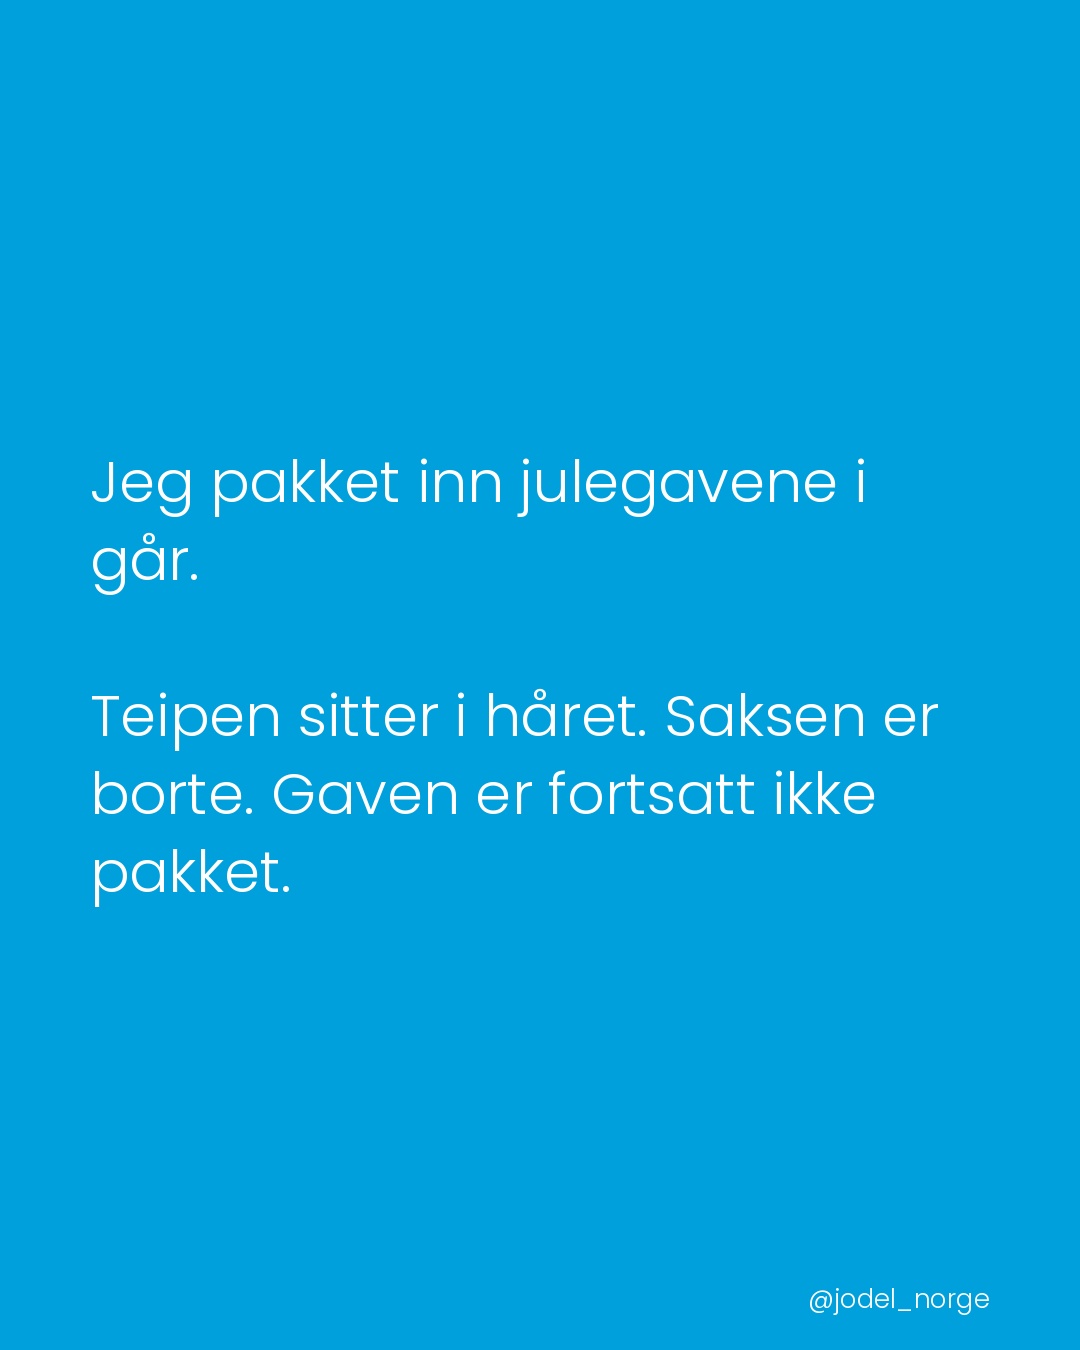 Jeg pakket inn julegavene i
går.
Teipen sitter i håret. Saksen er
borte. Gaven er fortsatt ikke
pakket.
@jodel_norge